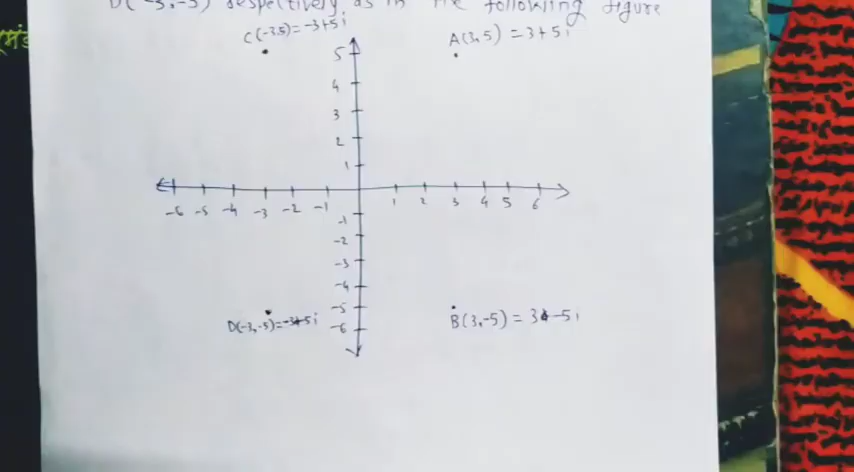 D(-3,-5) respectively as in the following figure
C(-3,5)=-3+5i
A(3,5)=3+5i
5
4
3
2
1
-6 -5 -4 -3 -2 -1 1 2 3 4 5 6
-1
-2
-3
-4
-5
-6
D(-3,-5)=-3-5i
B(3,-5)=3-5i